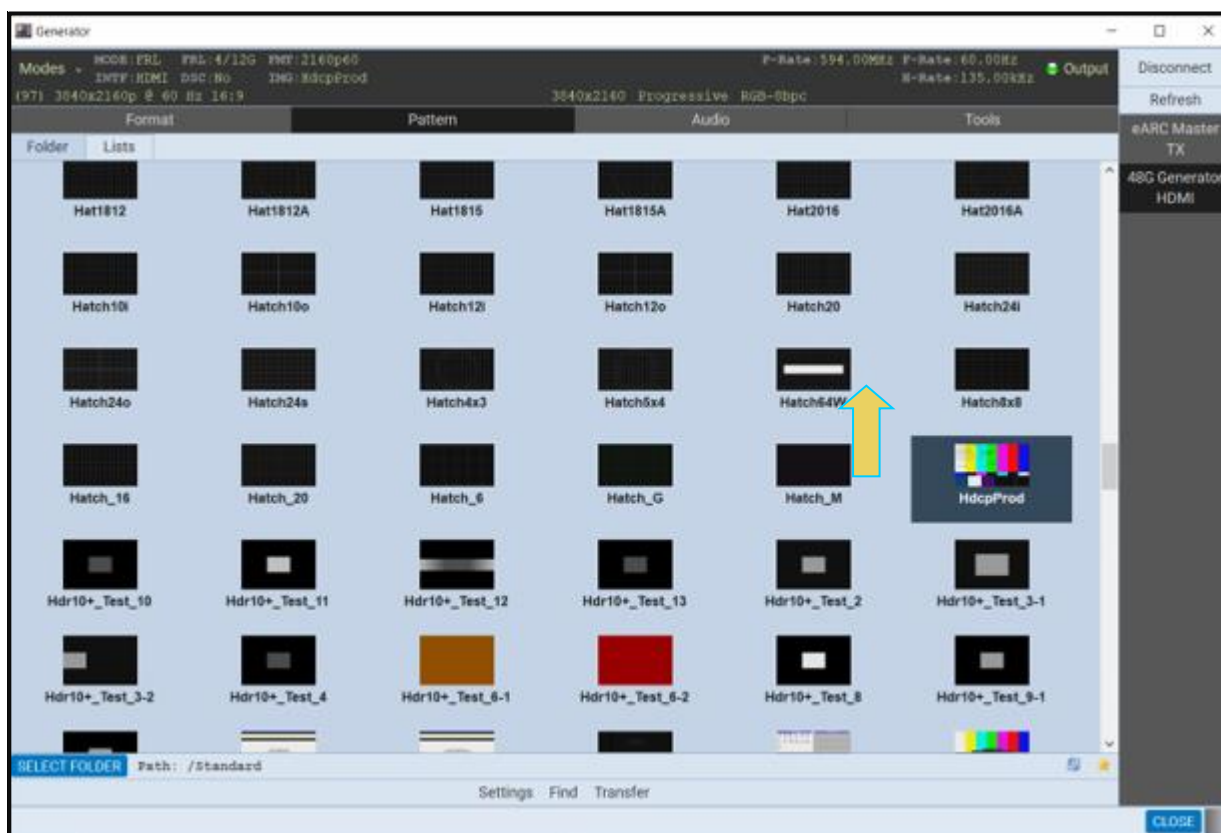 Generator
Modes MODE:FRL FRL:4/12G FMT:2160p60 P-Rate:594.00MHz F-Rate:60.00Hz Output
INTF:HDMI DSC:No IMG:HdcpProd H-Rate:135.00kHz
(97) 3840x2160p @ 60 Hz 16:9 3840x2160 Progressive RGB-8bpc
Disconnect
Refresh
eARC Master
TX
48G Generator
HDMI
Format Pattern Audio Tools
Folder Lists
Hat1812 Hat1812A Hat1815 Hat1815A Hat2016 Hat2016A
Hatch10i Hatch10o Hatch12i Hatch12o Hatch20 Hatch24i
Hatch24o Hatch24s Hatch4x3 Hatch5x4 Hatch64W Hatch8x8
Hatch_16 Hatch_20 Hatch_6 Hatch_G Hatch_M HdcpProd
Hdr10+_Test_10 Hdr10+_Test_11 Hdr10+_Test_12 Hdr10+_Test_13 Hdr10+_Test_2 Hdr10+_Test_3-1
Hdr10+_Test_3-2 Hdr10+_Test_4 Hdr10+_Test_6-1 Hdr10+_Test_6-2 Hdr10+_Test_8 Hdr10+_Test_9-1
SELECT FOLDER Path: /Standard
Settings Find Transfer
CLOSE